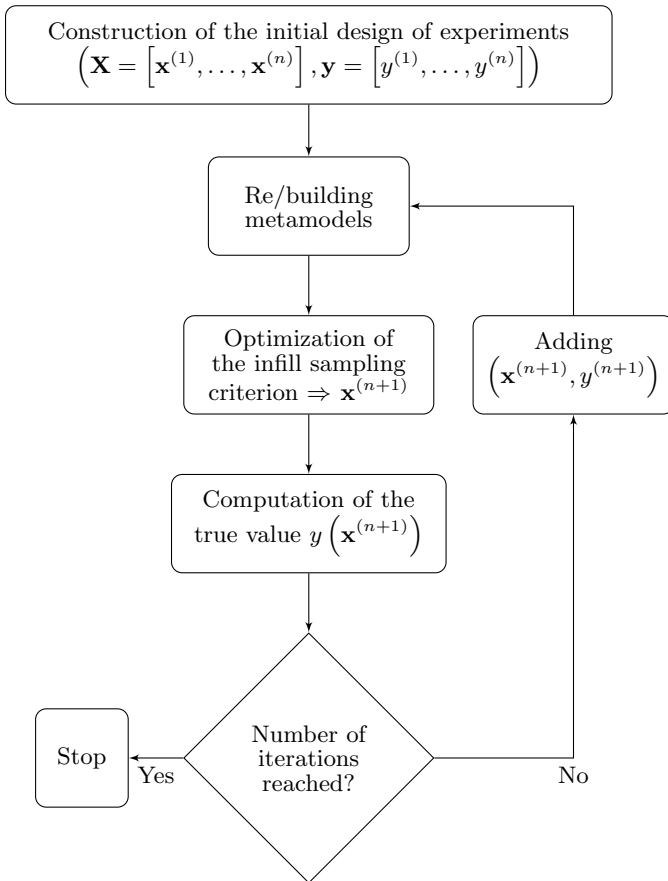 Construction of the initial design of experiments
(X = [x^(1), . . . , x^(n)], y = [y^(1), . . . , y^(n)])
Re/building
metamodels
Optimization of
the infill sampling
criterion ⇒ x^(n+1)
Adding
(x^(n+1), y^(n+1))
Computation of the
true value y (x^(n+1))
Number of
iterations
reached?
Stop
Yes
No